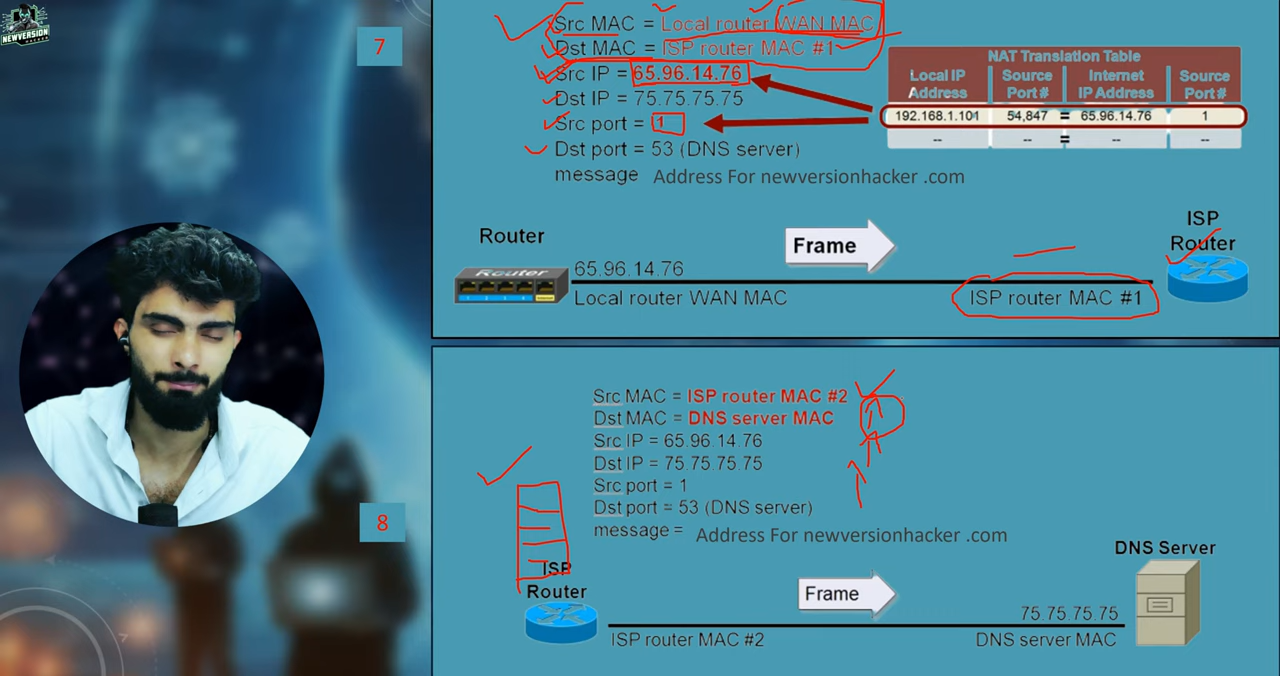 NEWVERSION
HACKER
7
Src MAC = Local router WAN MAC
Dst MAC = ISP router MAC #1
Src IP = 65.96.14.76
Dst IP = 75.75.75.75
Src port = 1
Dst port = 53 (DNS server)
message Address For newversionhacker .com
NAT Translation Table
Local IP Address Source Port # Internet IP Address Source Port #
192.168.1.101 54,847 = 65.96.14.76 1
-- -- = -- --
Router
Router
Frame
ISP
Router
65.96.14.76
Local router WAN MAC
ISP router MAC #1
8
Src MAC = ISP router MAC #2
Dst MAC = DNS server MAC
Src IP = 65.96.14.76
Dst IP = 75.75.75.75
Src port = 1
Dst port = 53 (DNS server)
message = Address For newversionhacker .com
ISP
Router
Frame
DNS Server
75.75.75.75
ISP router MAC #2
DNS server MAC